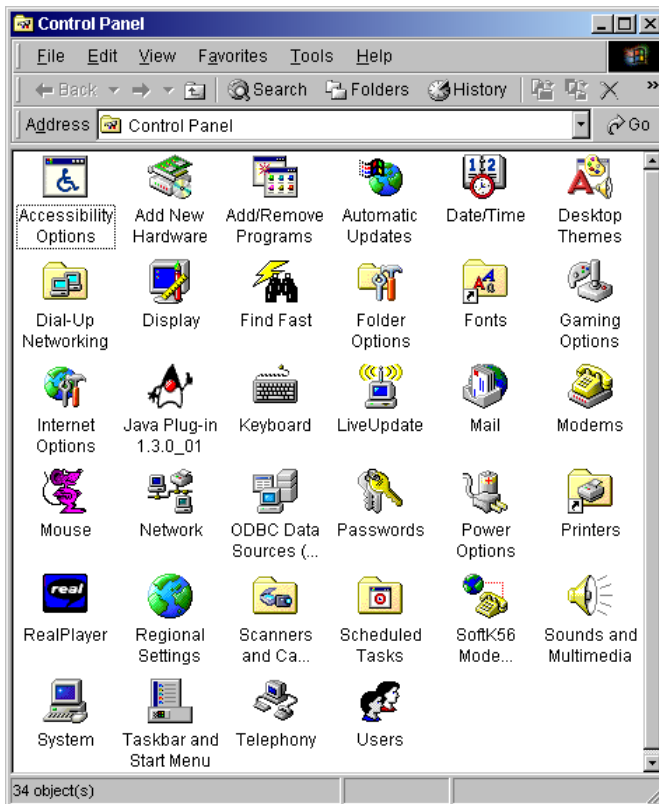 Control Panel
File Edit View Favorites Tools Help
Back Search Folders History »
Address Control Panel Go
Accessibility Options
Add New Hardware
Add/Remove Programs
Automatic Updates
Date/Time
Desktop Themes
Dial-Up Networking
Display
Find Fast
Folder Options
Fonts
Gaming Options
Internet Options
Java Plug-in 1.3.0_01
Keyboard
LiveUpdate
Mail
Modems
Mouse
Network
ODBC Data Sources (...
Passwords
Power Options
Printers
real
RealPlayer
Regional Settings
Scanners and Ca...
Scheduled Tasks
SoftK56 Mode...
Sounds and Multimedia
System
Taskbar and Start Menu
Telephony
Users
34 object(s)